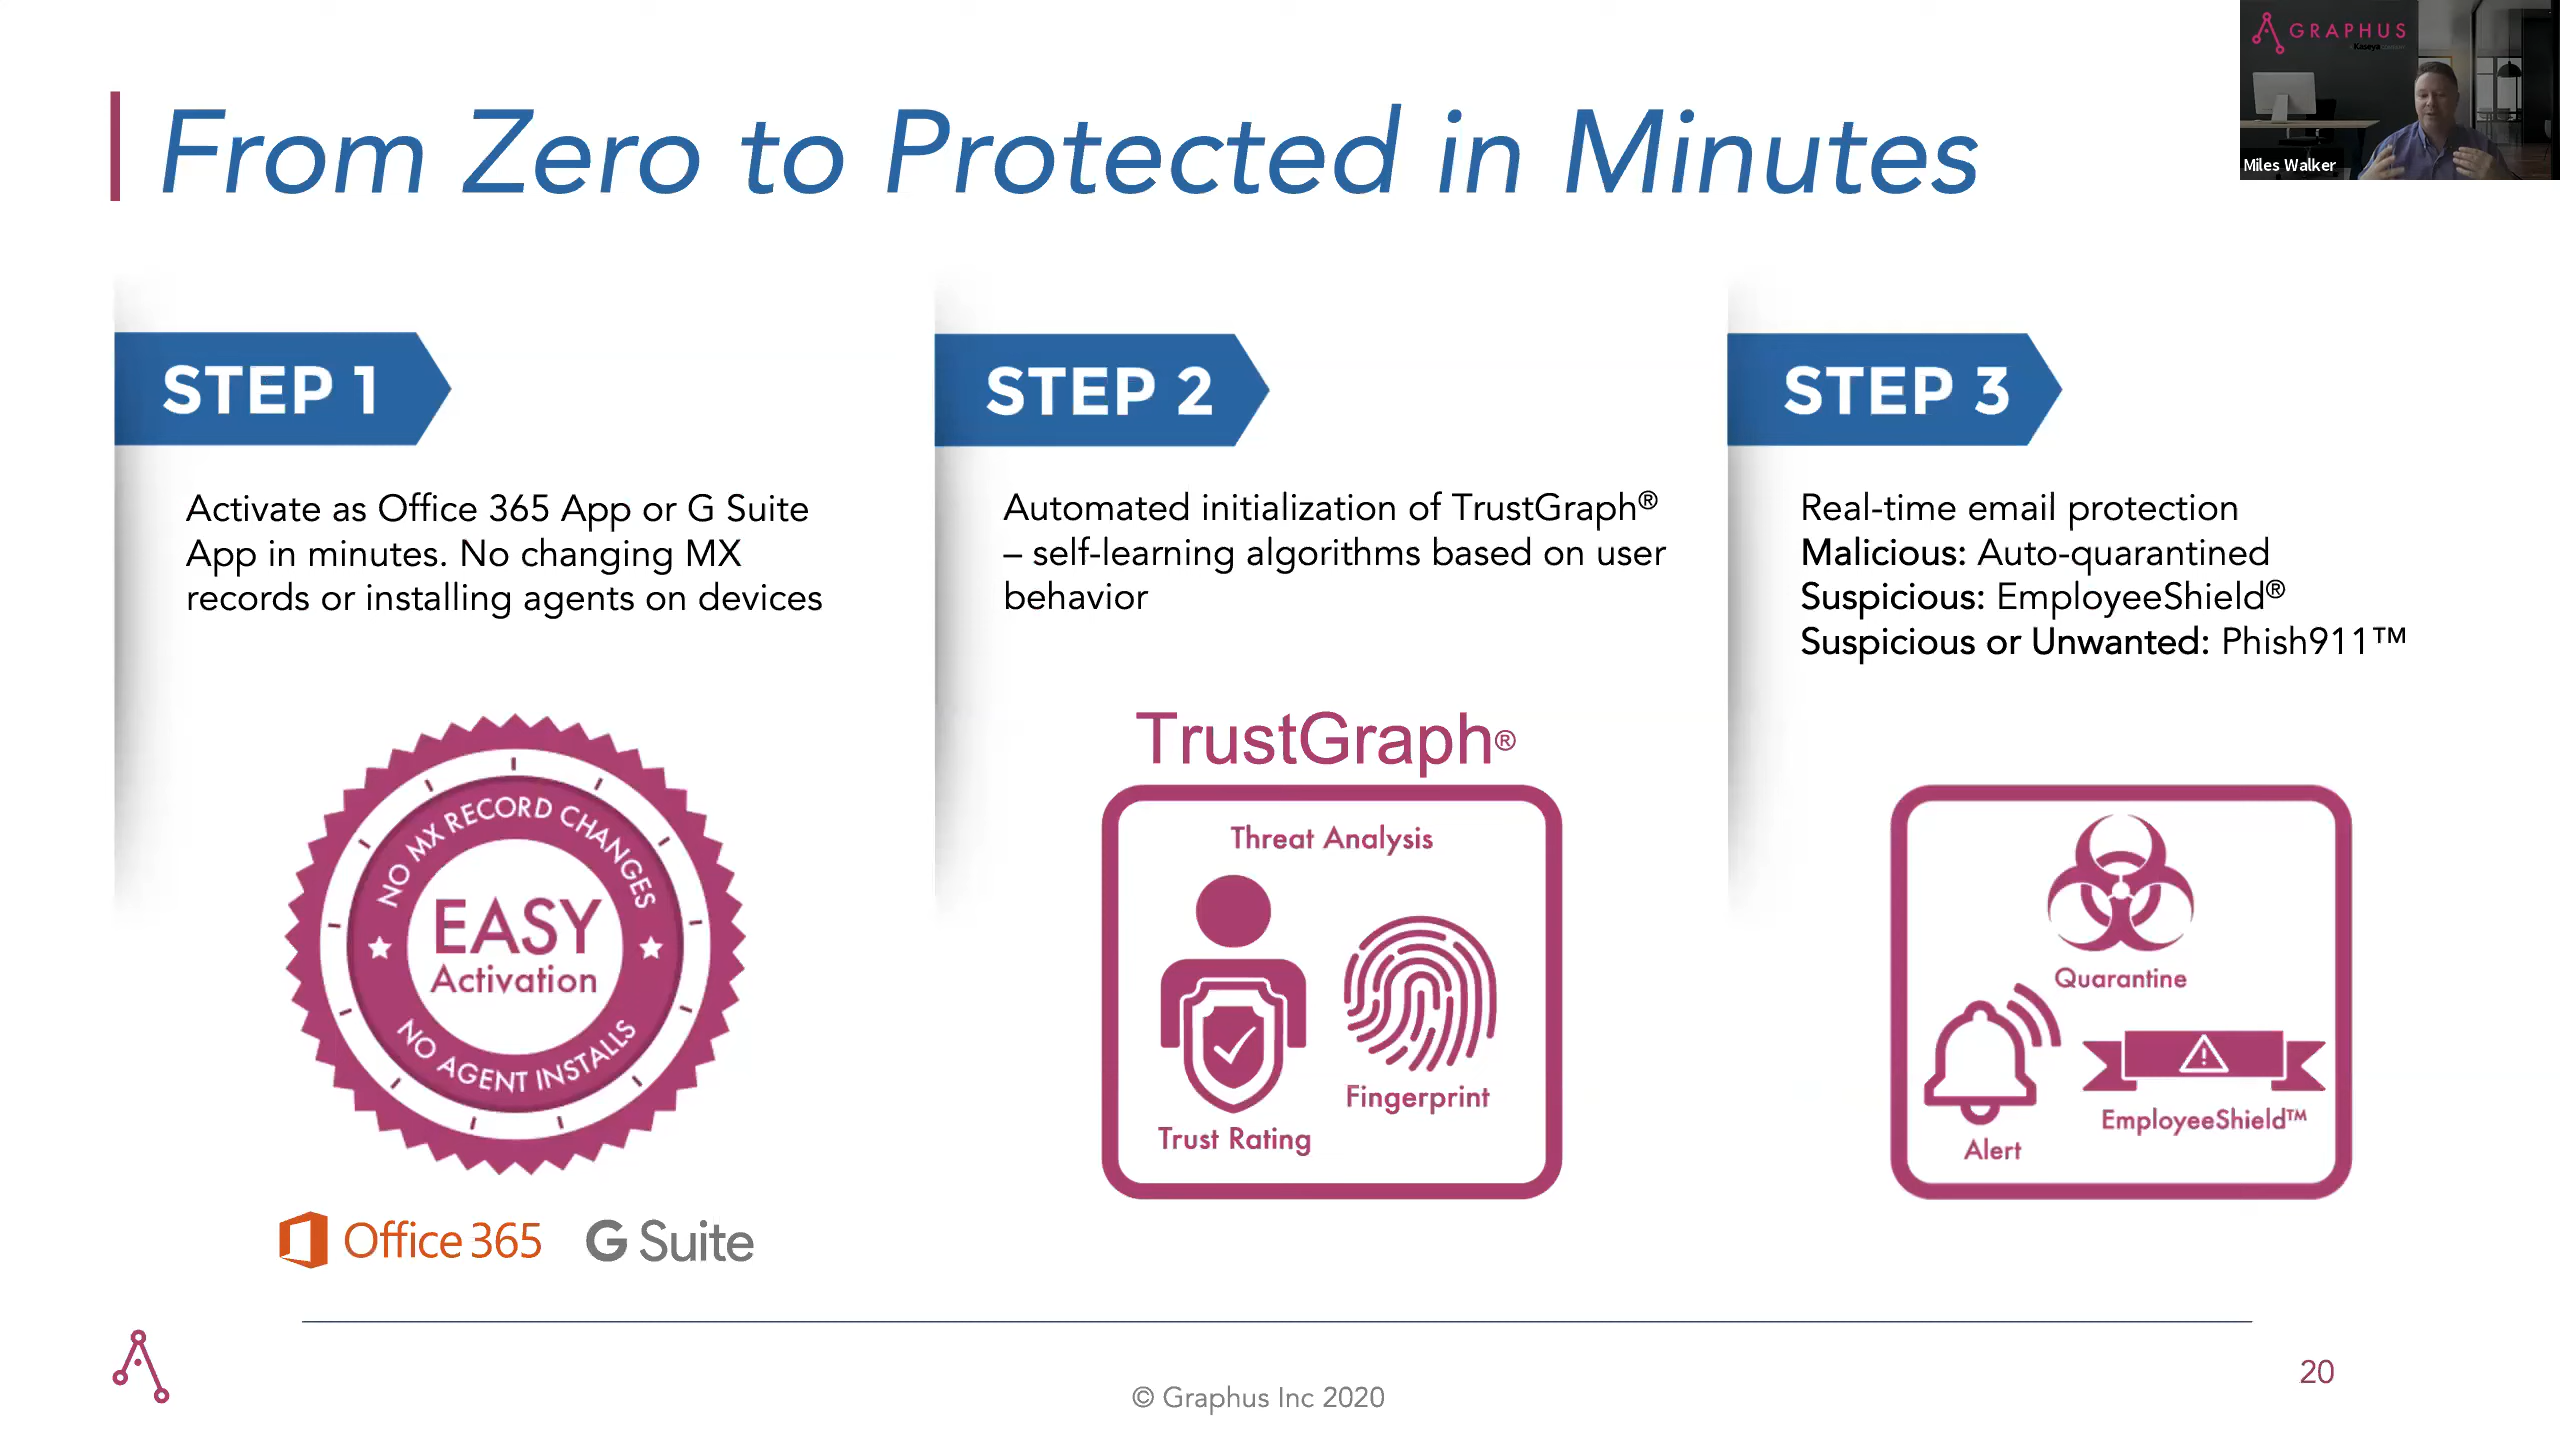 GRAPHUS
Kaseya
Miles Walker
From Zero to Protected in Minutes
STEP 1
Activate as Office 365 App or G Suite
App in minutes. No changing MX
records or installing agents on devices
NO MX RECORD CHANGES
EASY
Activation
NO AGENT INSTALLS
Office 365
G Suite
STEP 2
Automated initialization of TrustGraph®
– self-learning algorithms based on user
behavior
TrustGraph®
Threat Analysis
Fingerprint
Trust Rating
STEP 3
Real-time email protection
Malicious: Auto-quarantined
Suspicious: EmployeeShield®
Suspicious or Unwanted: Phish911™
Quarantine
EmployeeShield™
Alert
© Graphus Inc 2020
20